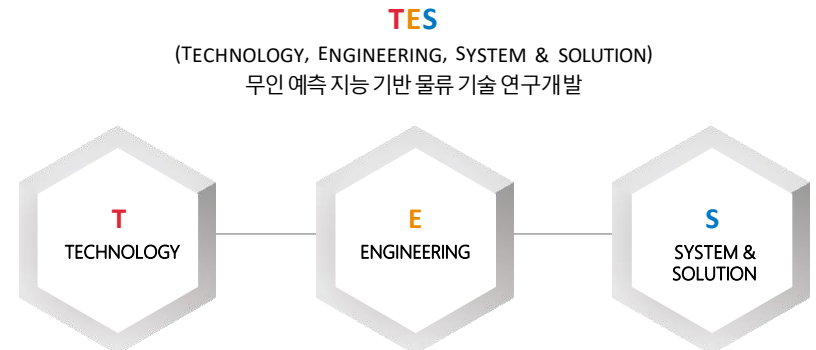 TES
(TECHNOLOGY, ENGINEERING, SYSTEM & SOLUTION)
무인 예측 지능 기반 물류 기술 연구개발
T
TECHNOLOGY
E
ENGINEERING
S
SYSTEM &
SOLUTION